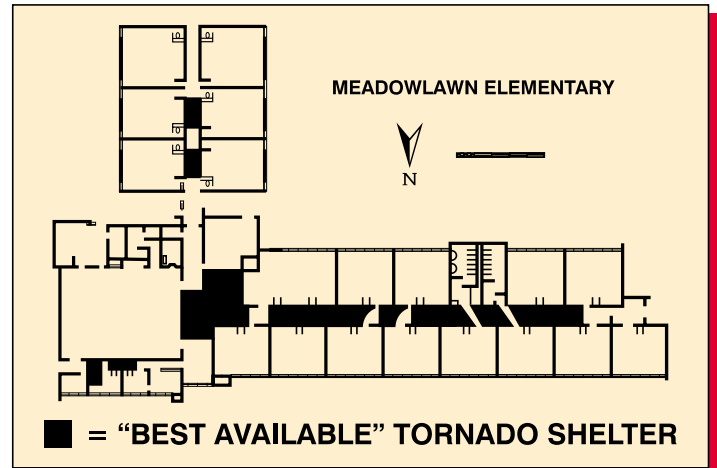 MEADOWLAWN ELEMENTARY
N
= “BEST AVAILABLE” TORNADO SHELTER